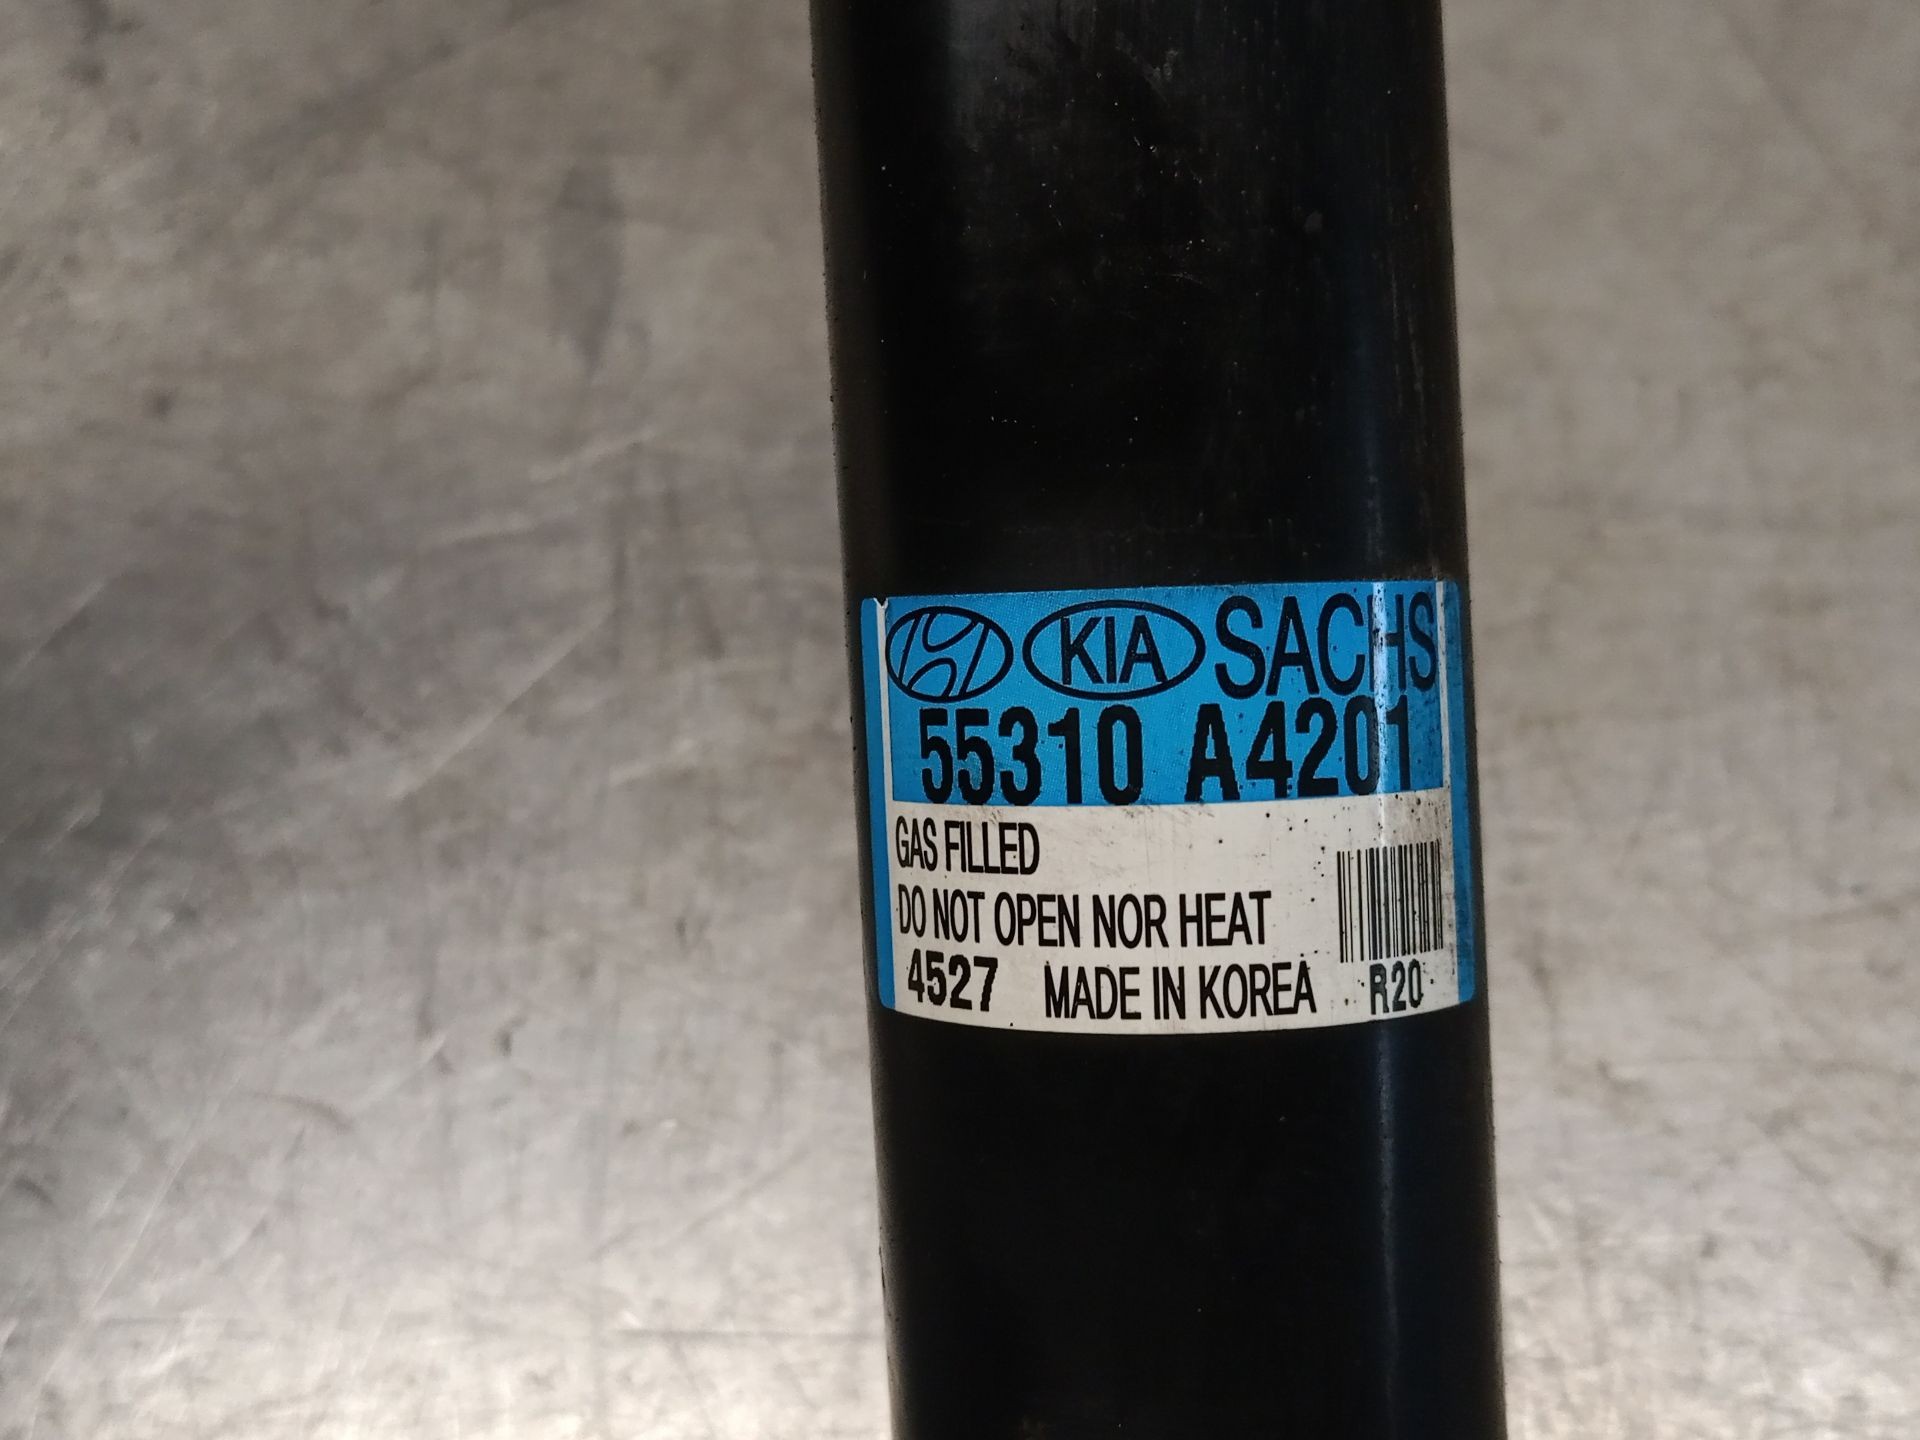 KIA SACHS
55310 A4201
GAS FILLED
DO NOT OPEN NOR HEAT
4527 MADE IN KOREA R20